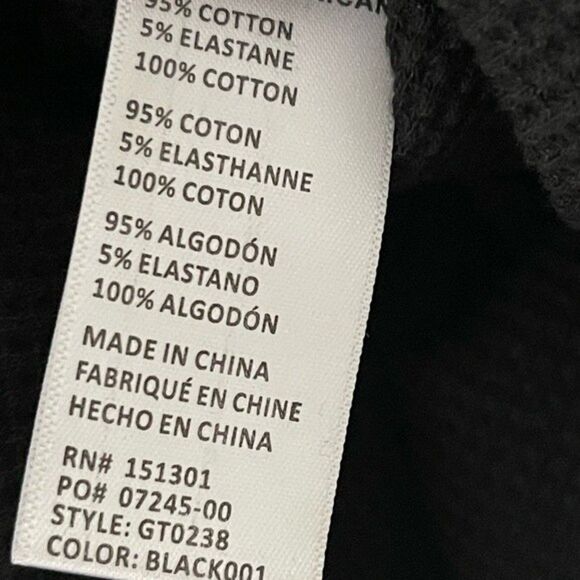 95% COTTON
5% ELASTANE
100% COTTON
95% COTON
5% ELASTHANNE
100% COTON
95% ALGODÓN
5% ELASTANO
100% ALGODÓN
MADE IN CHINA
FABRIQUÉ EN CHINE
HECHO EN CHINA
RN# 151301
PO# 07245-00
STYLE: GT0238
COLOR: BLACK001